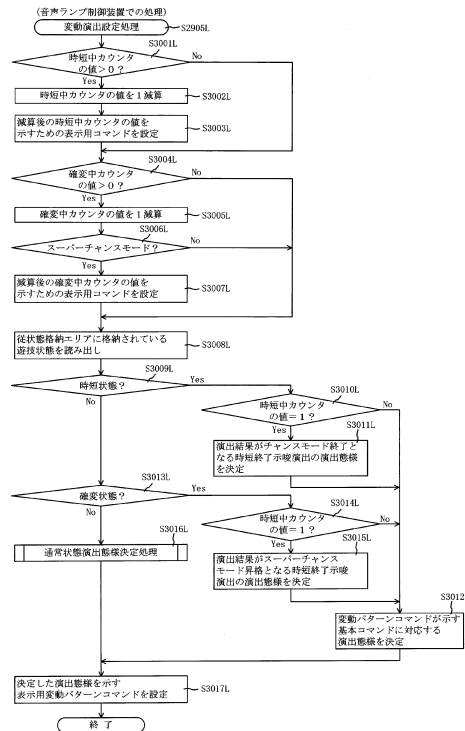 (音声ランプ制御装置での処理)
変動演出設定処理
S2905L
S3001L
時短中カウンタ
の値>0?
No
Yes
時短中カウンタの値を1減算
S3002L
減算後の時短中カウンタの値を
示すための表示用コマンドを設定
S3003L
S3004L
確変中カウンタ
の値>0?
No
Yes
確変中カウンタの値を1減算
S3005L
S3006L
スーパーチャンスモード?
No
Yes
減算後の確変中カウンタの値を
示すための表示用コマンドを設定
S3007L
従状態格納エリアに格納されている
遊技状態を読み出し
S3008L
S3009L
時短状態?
Yes
No
S3010L
時短中カウンタ
の値=1?
No
Yes
S3011L
演出結果がチャンスモード終了と
なる時短終了示唆演出の演出態様
を決定
S3013L
確変状態?
Yes
No
S3014L
時短中カウンタ
の値=1?
No
Yes
S3015L
演出結果がスーパーチャンス
モード昇格となる時短終了示唆
演出の演出態様を決定
S3016L
通常状態演出態様決定処理
S3012
変動パターンコマンドが示す
基本コマンドに対応する
演出態様を決定
決定した演出態様を示す
表示用変動パターンコマンドを設定
S3017L
終了